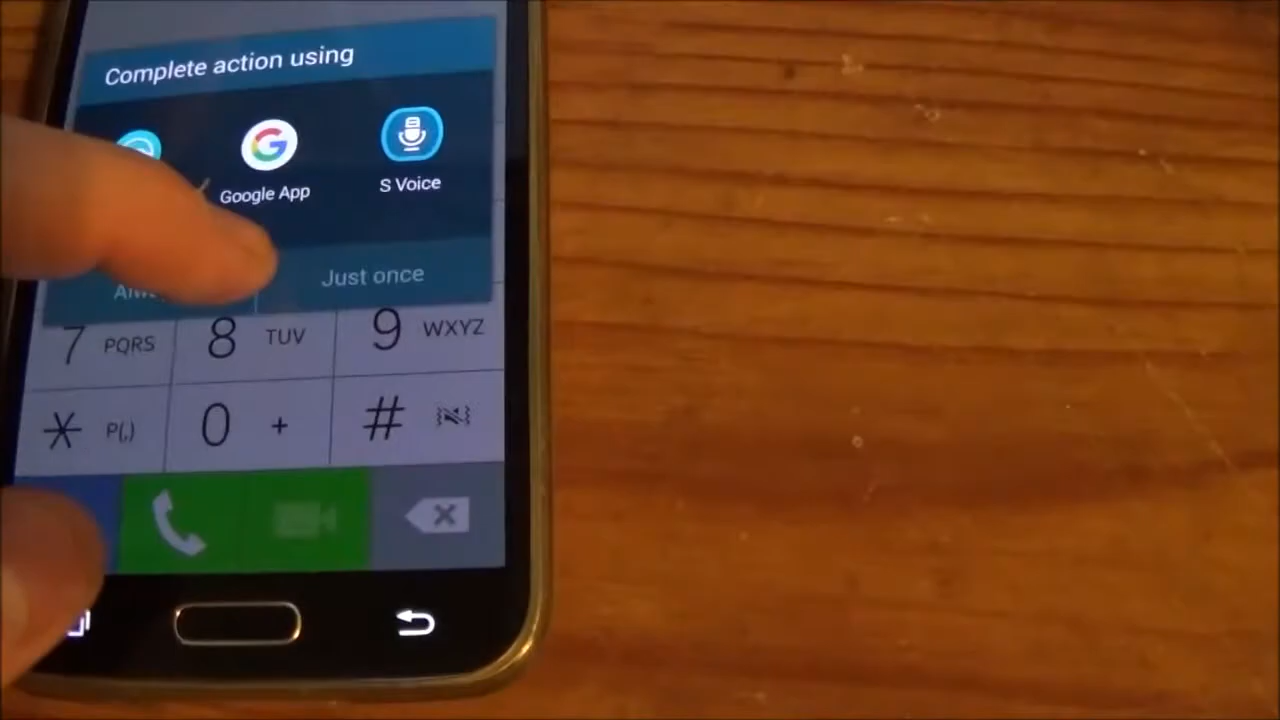 Complete action using
Google App
S Voice
Just once
7 PQRS 8 TUV 9 WXYZ
* P(,) 0 + #